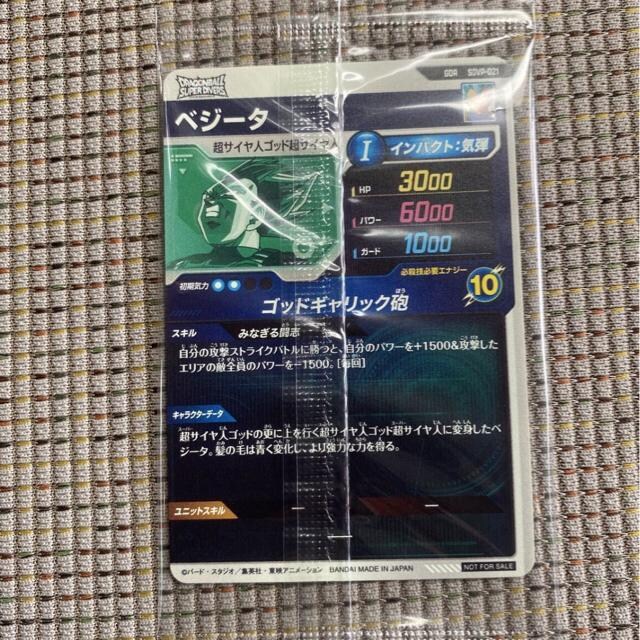 DRAGONBALL
SUPER DIVERS
GDR SDVP-021
ベジータ
超サイヤ人ゴッド超サイヤ人
I インパクト:気弾
HP 3000
パワー 6000
ガード 1000
初期気力
必殺技必要エナジー
10
ゴッドギャリック砲
スキル みなぎる闘志
自分の攻撃ストライクバトルに勝つと、自分のパワーを+1500&攻撃した
エリアの敵全員のパワーを-1500。[毎回]
キャラクターデータ
超サイヤ人ゴッドの更に上を行く超サイヤ人ゴッド超サイヤ人に変身したベ
ジータ。髪の毛は青く変化し、より強力な力を得る。
ユニットスキル
—
—
—
©バード・スタジオ/集英社・東映アニメーション BANDAI MADE IN JAPAN
NOT FOR SALE